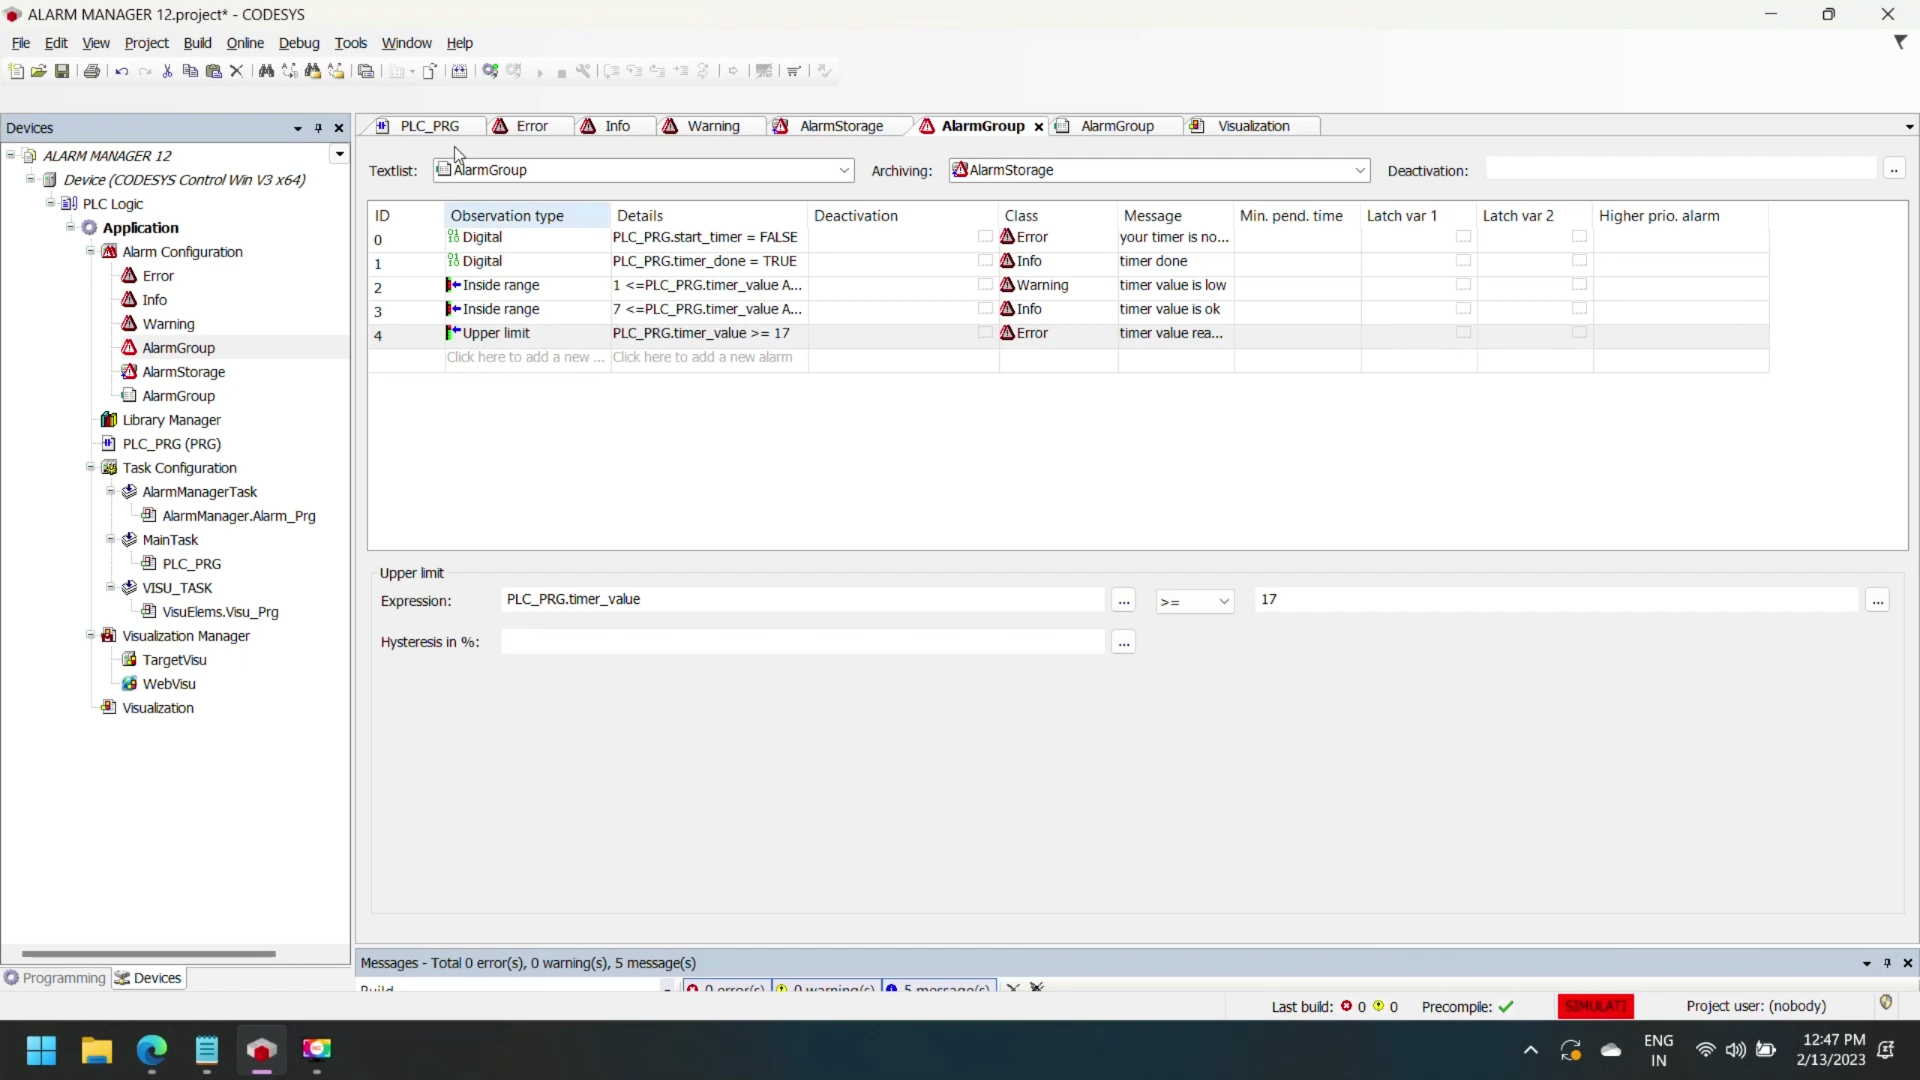 ALARM MANAGER 12.project* - CODESYS
File Edit View Project Build Online Debug Tools Window Help
Devices
ALARM MANAGER 12
Device (CODESYS Control Win V3 x64)
PLC Logic
Application
Alarm Configuration
Error
Info
Warning
AlarmGroup
AlarmStorage
AlarmGroup
Library Manager
PLC_PRG (PRG)
Task Configuration
AlarmManagerTask
AlarmManager.Alarm_Prg
MainTask
PLC_PRG
VISU_TASK
VisuElems.Visu_Prg
Visualization Manager
TargetVisu
WebVisu
Visualization
Programming Devices
PLC_PRG Error Info Warning AlarmStorage AlarmGroup AlarmGroup Visualization
Textlist: AlarmGroup Archiving: AlarmStorage Deactivation: ..
ID Observation type Details Deactivation Class Message Min. pend. time Latch var 1 Latch var 2 Higher prio. alarm
0 Digital PLC_PRG.start_timer = FALSE Error your timer is no...
1 Digital PLC_PRG.timer_done = TRUE Info timer done
2 Inside range 1 <=PLC_PRG.timer_value A... Warning timer value is low
3 Inside range 7 <=PLC_PRG.timer_value A... Info timer value is ok
4 Upper limit PLC_PRG.timer_value >= 17 Error timer value rea...
Click here to add a new ... Click here to add a new alarm
Upper limit
Expression: PLC_PRG.timer_value ... >= 17 ...
Hysteresis in %: ...
Messages - Total 0 error(s), 0 warning(s), 5 message(s)
Build 0 error(s) 0 warning(s) 5 message(s)
Last build: 0 0 Precompile: SIMULATI Project user: (nobody)
ENG
IN
12:47 PM
2/13/2023